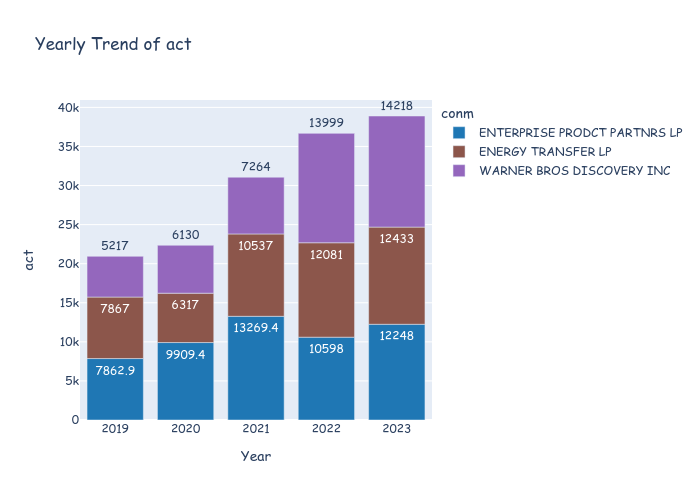 Yearly Trend of act
conm
ENTERPRISE PRODCT PARTNRS LP
ENERGY TRANSFER LP
WARNER BROS DISCOVERY INC
act
40k
35k
30k
25k
20k
15k
10k
5k
0
5217
6130
7264
13999
14218
7867
6317
10537
12081
12433
7862.9
9909.4
13269.4
10598
12248
2019 2020 2021 2022 2023
Year